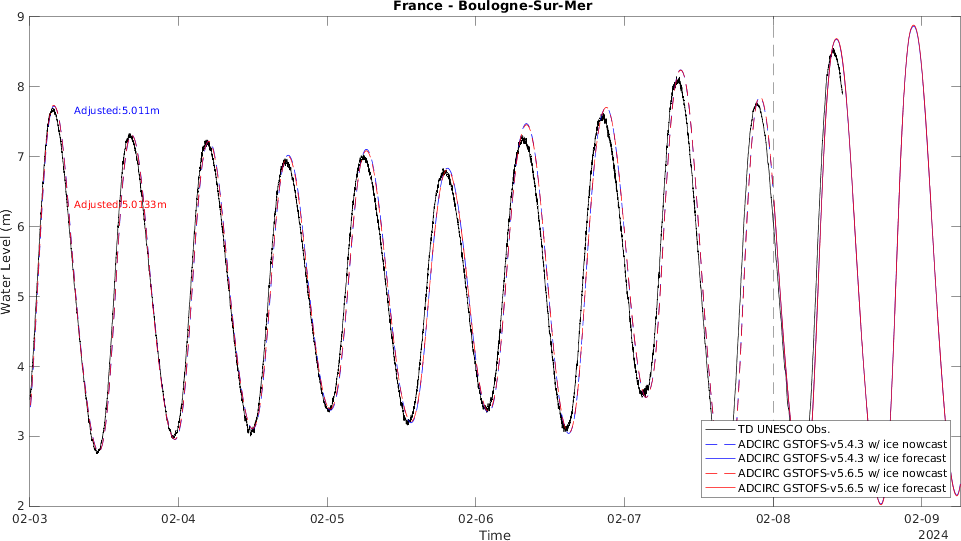 France - Boulogne-Sur-Mer
9
8
7
6
5
4
3
2
Water Level (m)
Adjusted:5.011m
Adjusted:5.0133m
TD UNESCO Obs.
ADCIRC GSTOFS-v5.4.3 w/ ice nowcast
ADCIRC GSTOFS-v5.4.3 w/ ice forecast
ADCIRC GSTOFS-v5.6.5 w/ ice nowcast
ADCIRC GSTOFS-v5.6.5 w/ ice forecast
02-03 02-04 02-05 02-06 02-07 02-08 02-09
Time
2024